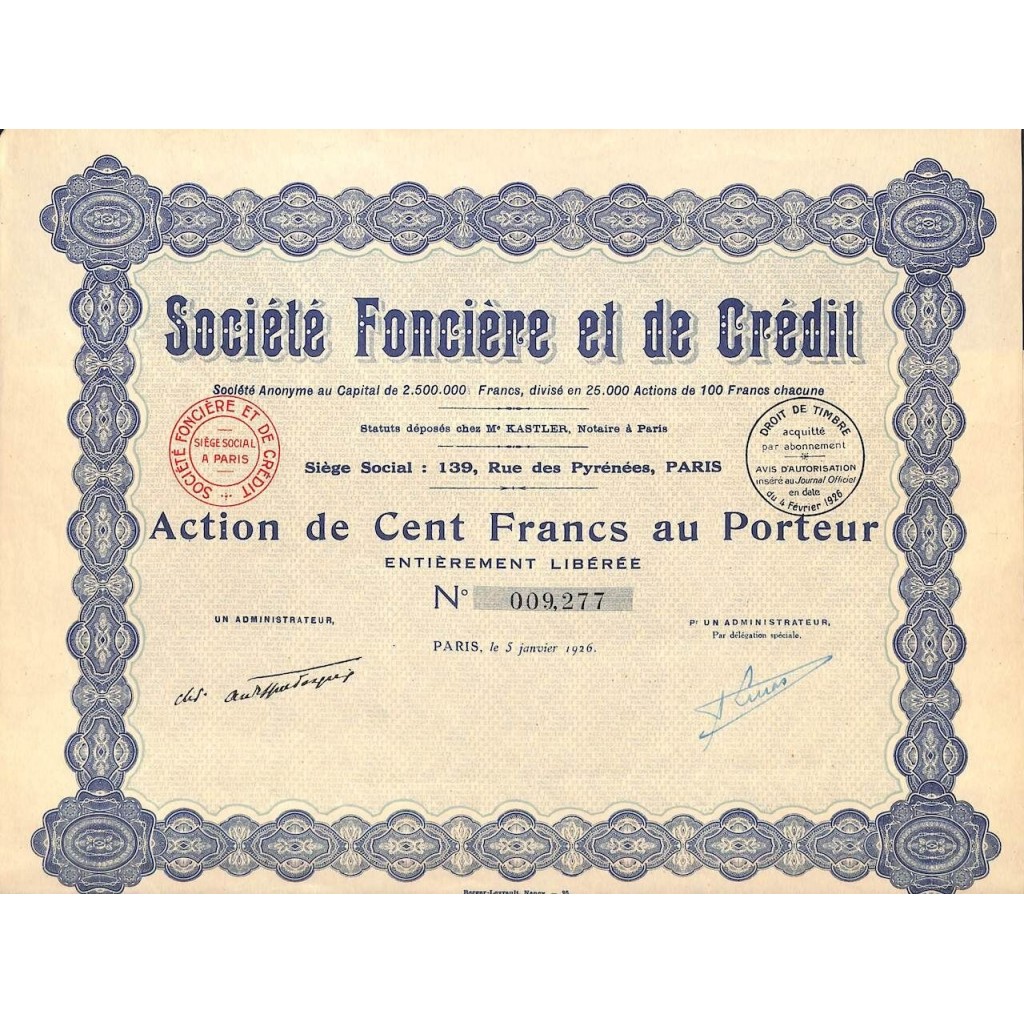 Société Foncière et de Crédit
Société Anonyme au Capital de 2.500.000 Francs, divisé en 25.000 Actions de 100 Francs chacune
Statuts déposés chez Mᵉ KASTLER, Notaire à Paris
Siège Social : 139, Rue des Pyrénées, PARIS
SOCIÉTÉ FONCIÈRE ET DE CRÉDIT
SIÈGE SOCIAL
A PARIS
DROIT DE TIMBRE
acquitté
par abonnement
AVIS D'AUTORISATION
inséré au Journal Officiel
en date
du 4 Février 1926
Action de Cent Francs au Porteur
ENTIÈREMENT LIBÉRÉE
N° 009,277
UN ADMINISTRATEUR,
Pʳ UN ADMINISTRATEUR,
Par délégation spéciale.
PARIS, le 5 janvier 1926.
Berger-Levrault, Nancy — 25